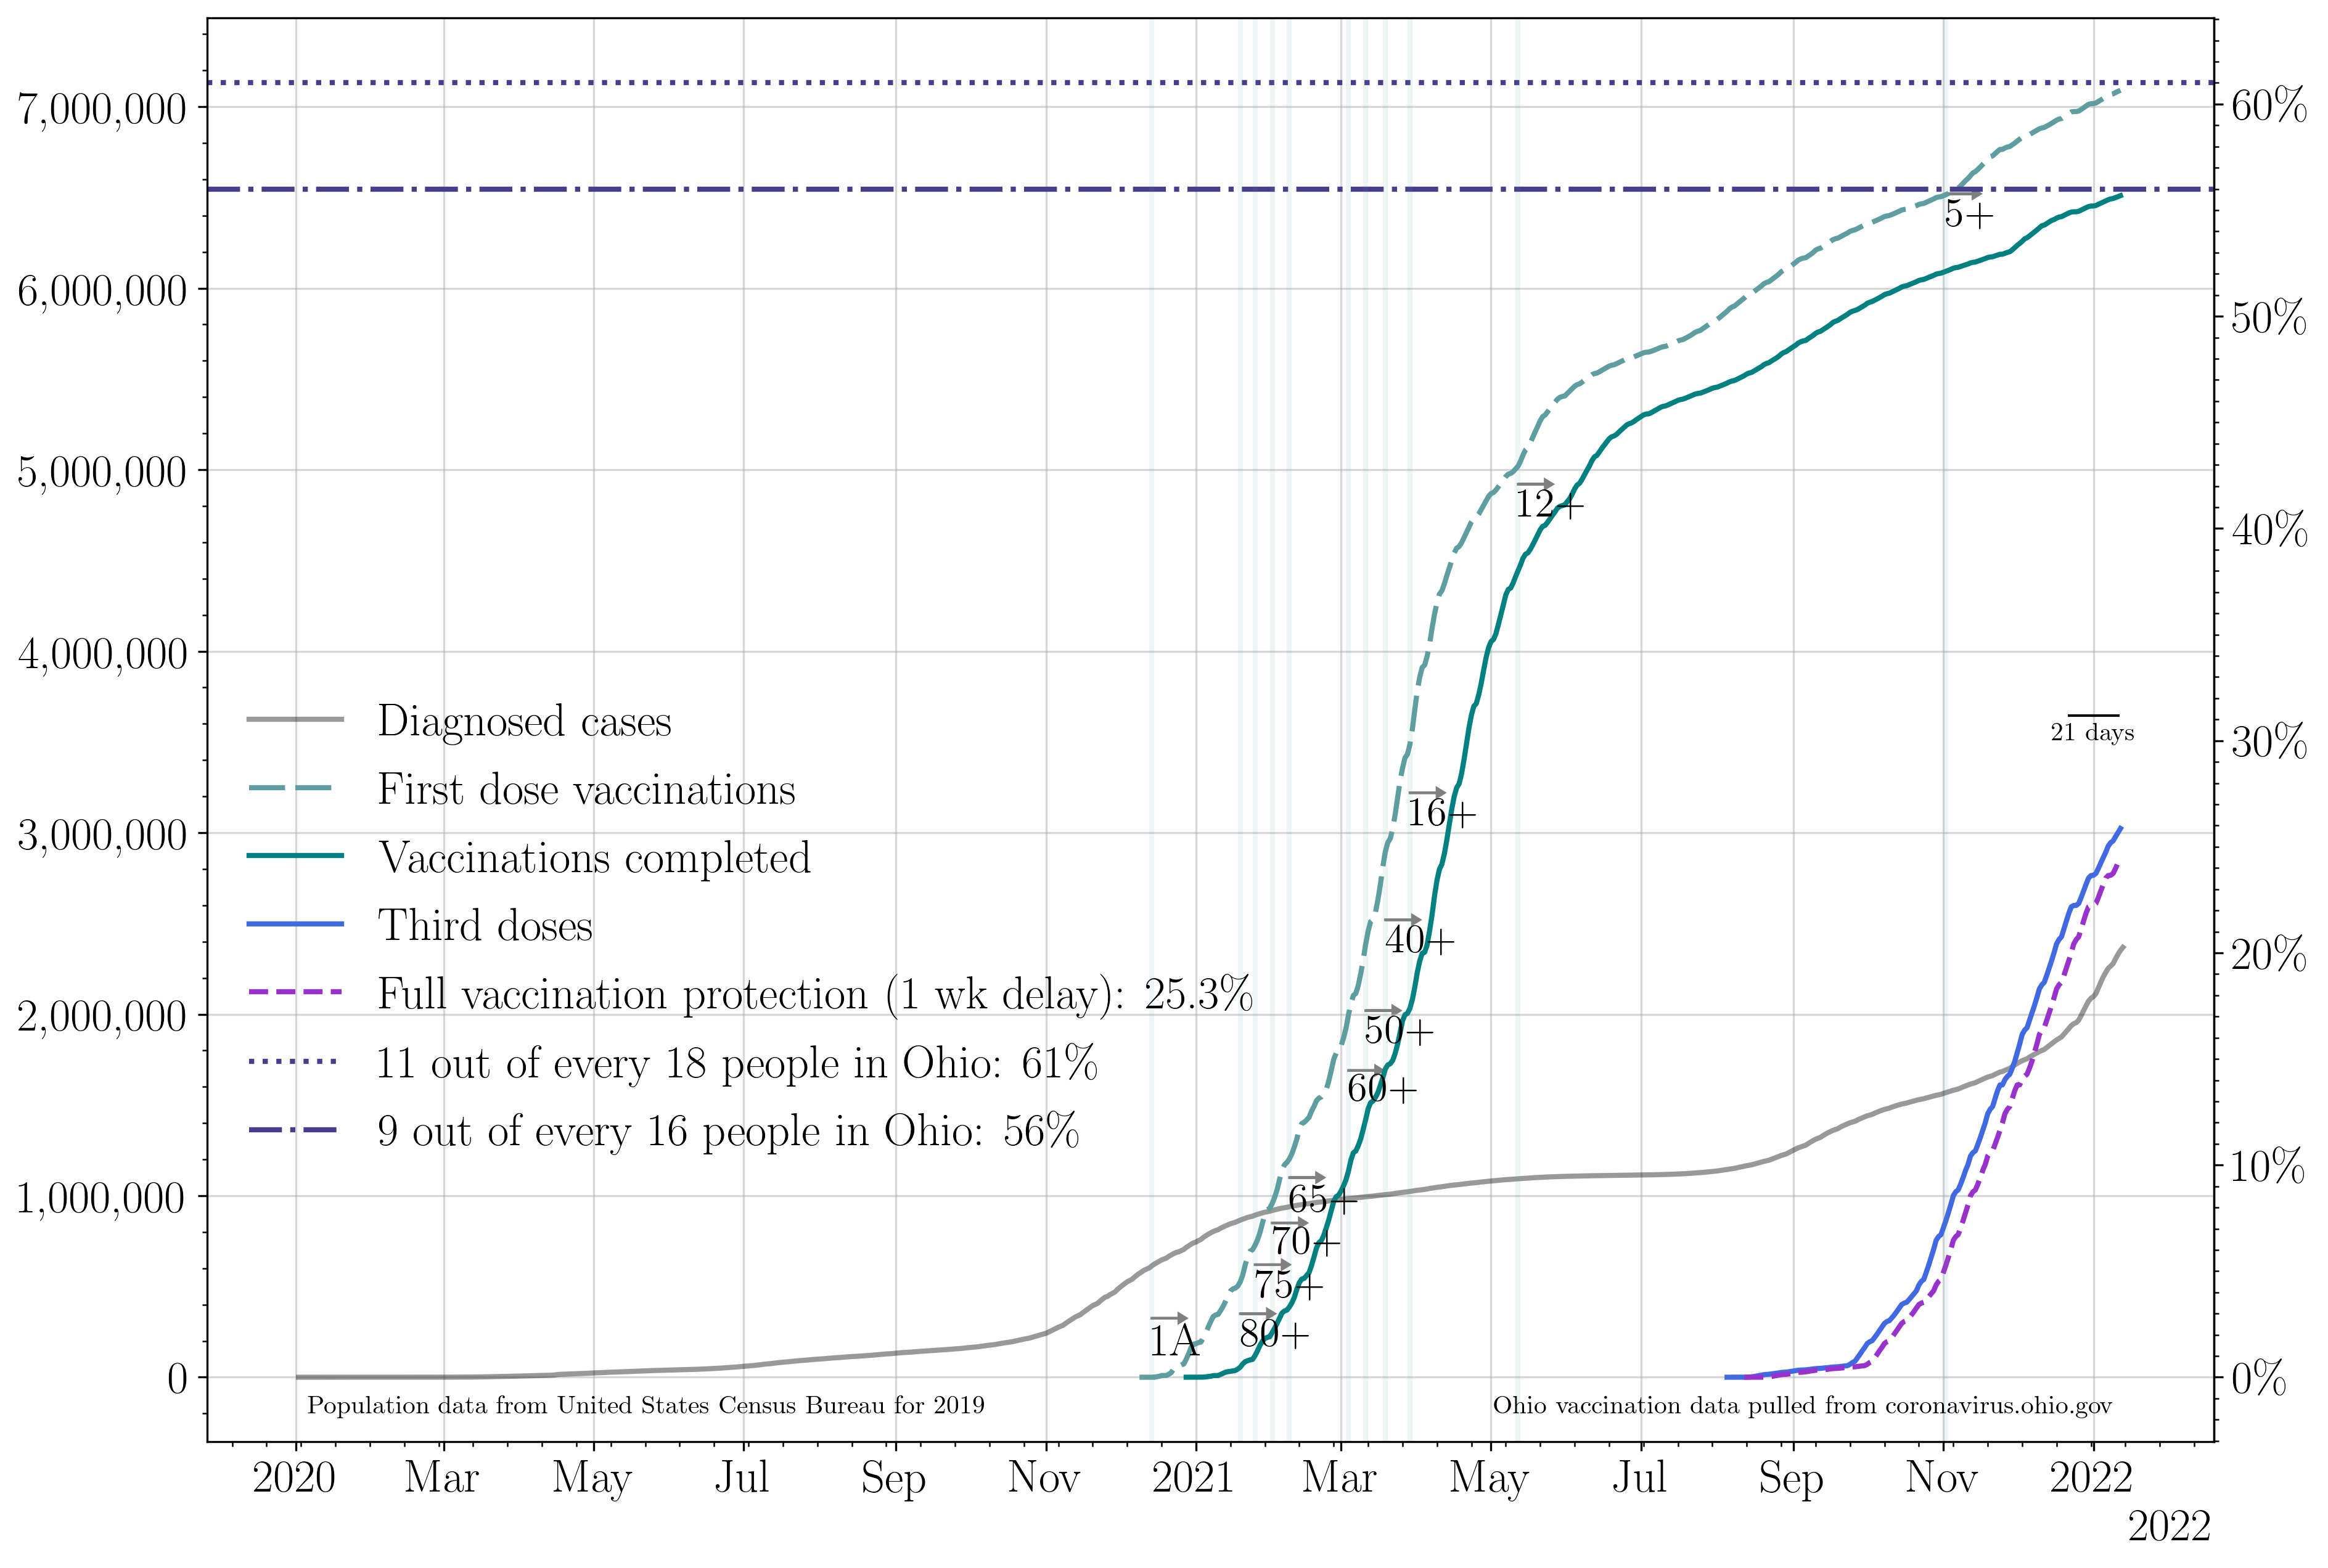 7,000,000
6,000,000
5,000,000
4,000,000
3,000,000
2,000,000
1,000,000
0
60%
50%
40%
30%
20%
10%
0%
5+
12+
16+
40+
50+
60+
65+
70+
75+
80+
1A
21 days
Diagnosed cases
First dose vaccinations
Vaccinations completed
Third doses
Full vaccination protection (1 wk delay): 25.3%
11 out of every 18 people in Ohio: 61%
9 out of every 16 people in Ohio: 56%
Population data from United States Census Bureau for 2019
Ohio vaccination data pulled from coronavirus.ohio.gov
2020 Mar May Jul Sep Nov 2021 Mar May Jul Sep Nov 2022
2022